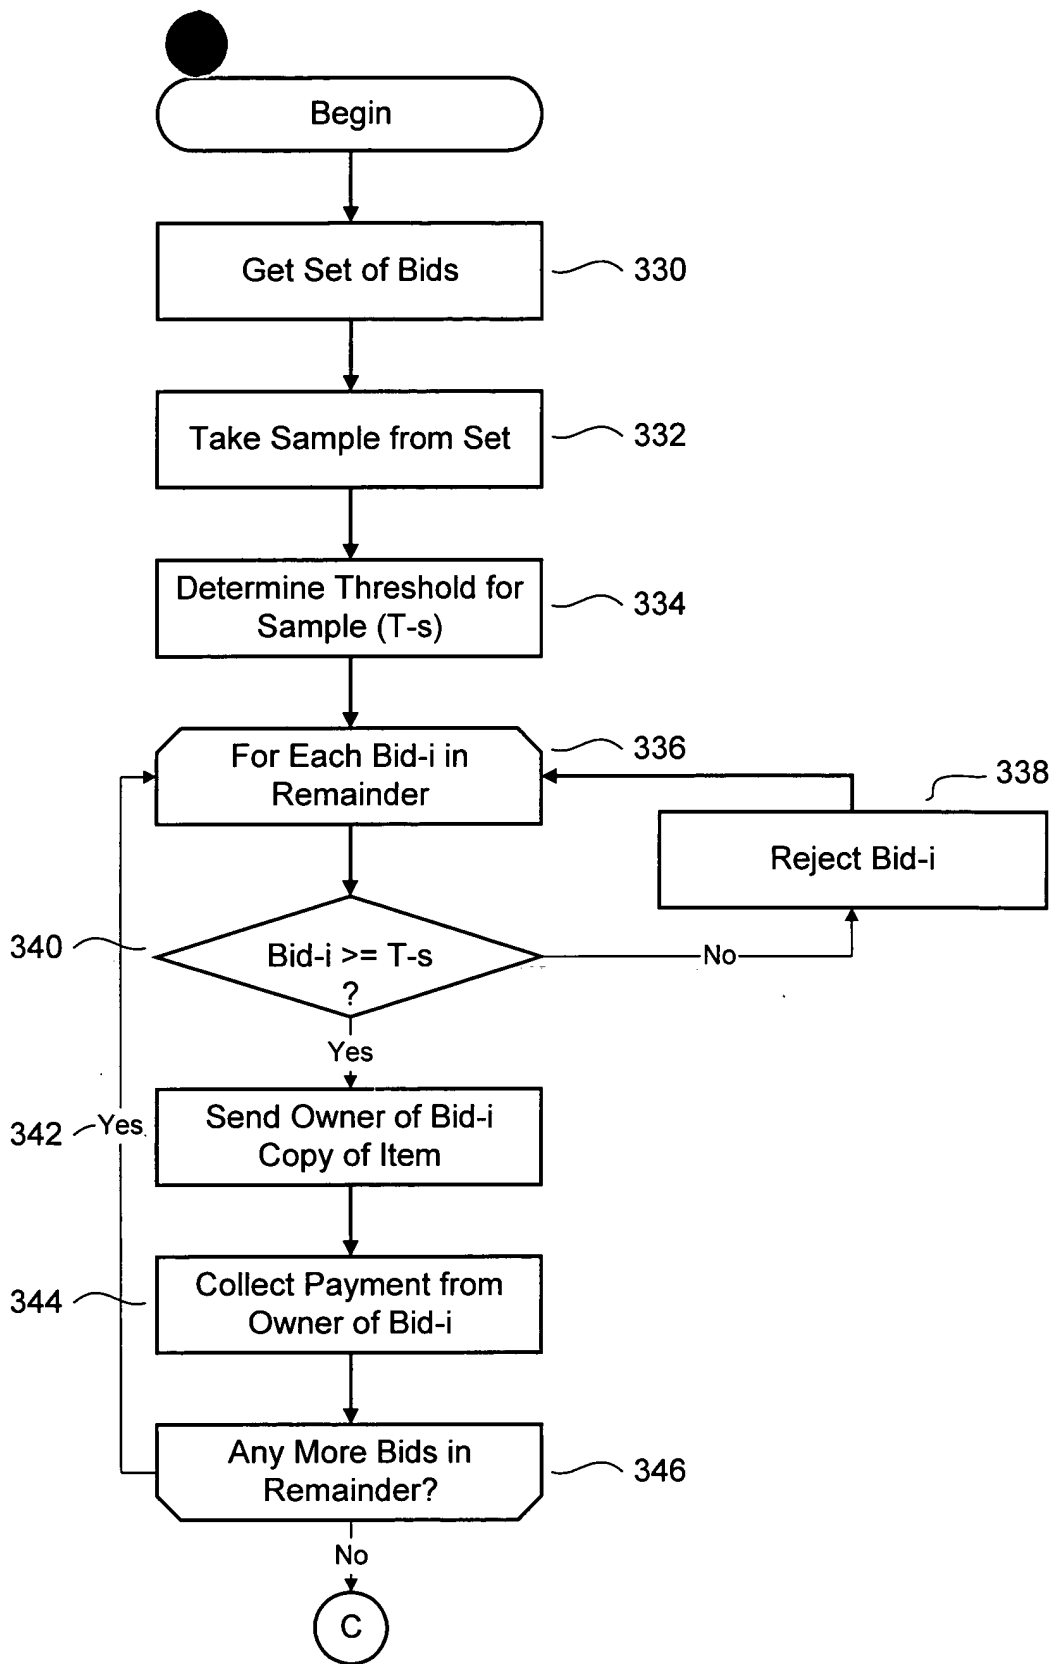 Begin
Get Set of Bids
330
Take Sample from Set
332
Determine Threshold for
Sample (T-s)
334
For Each Bid-i in
Remainder
336
338
Reject Bid-i
340
Bid-i >= T-s
?
No
Yes
342
Yes
Send Owner of Bid-i
Copy of Item
344
Collect Payment from
Owner of Bid-i
Any More Bids in
Remainder?
346
No
C